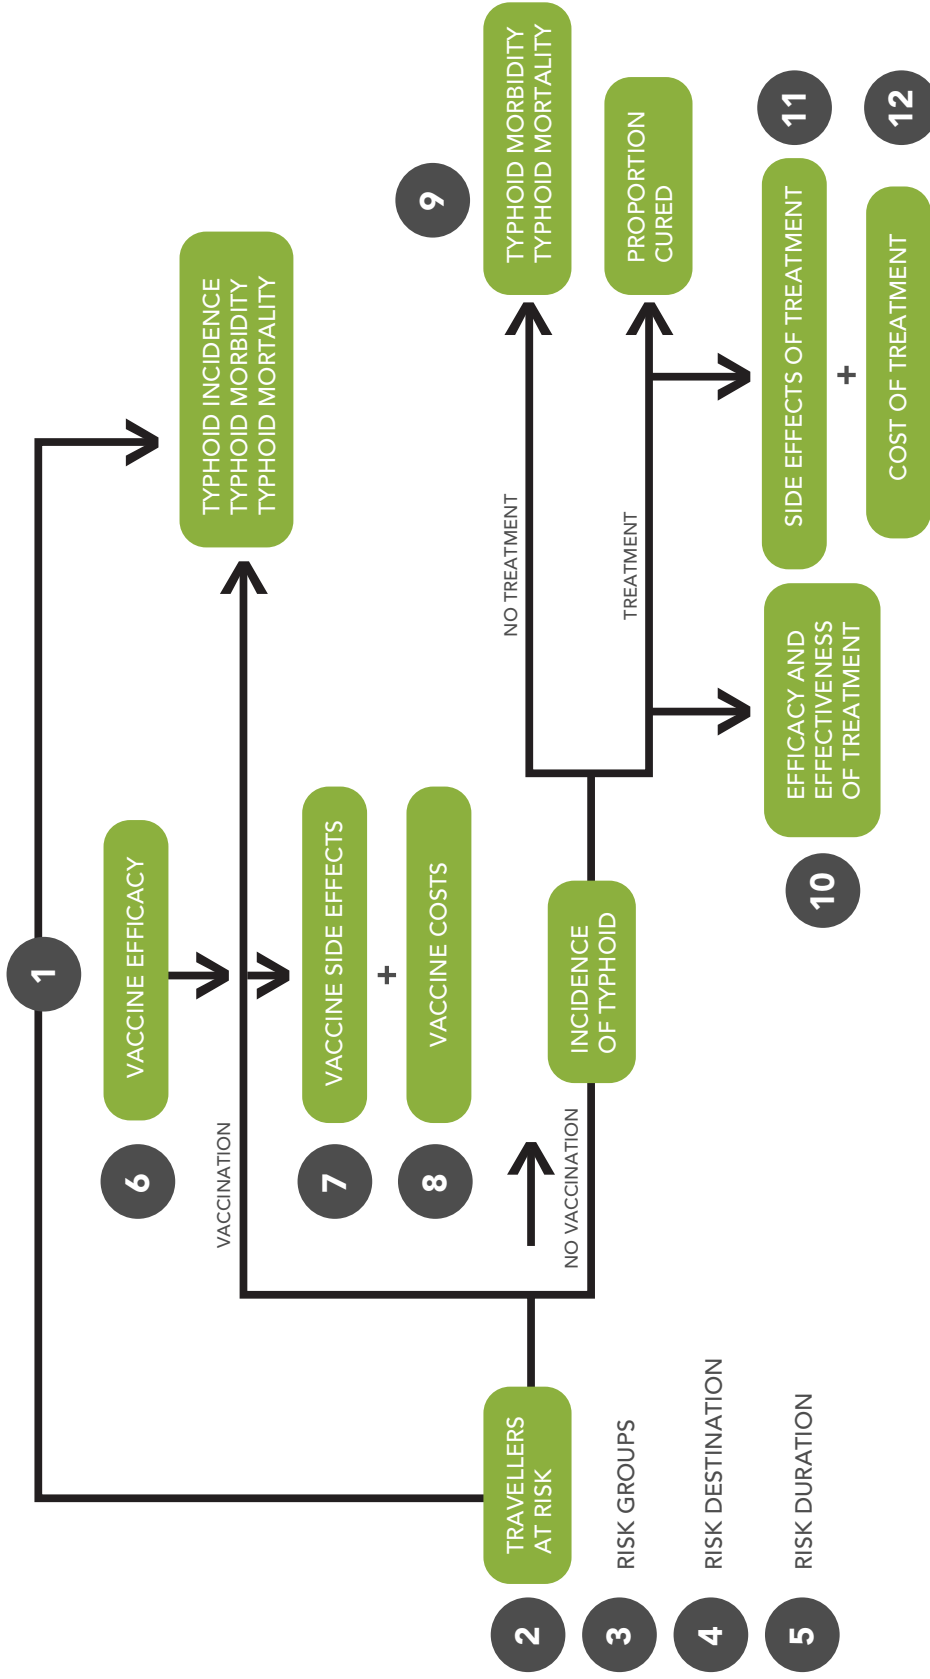 1
6
VACCINE EFFICACY
VACCINATION
TYPHOID INCIDENCE
TYPHOID MORBIDITY
TYPHOID MORTALITY
7
VACCINE SIDE EFFECTS
+
8
VACCINE COSTS
9
2
TRAVELLERS
AT RISK
NO VACCINATION
INCIDENCE
OF TYPHOID
NO TREATMENT
TYPHOID MORBIDITY
TYPHOID MORTALITY
3
RISK GROUPS
TREATMENT
PROPORTION
CURED
4
RISK DESTINATION
5
RISK DURATION
10
EFFICACY AND
EFFECTIVENESS
OF TREATMENT
SIDE EFFECTS OF TREATMENT
11
+
COST OF TREATMENT
12